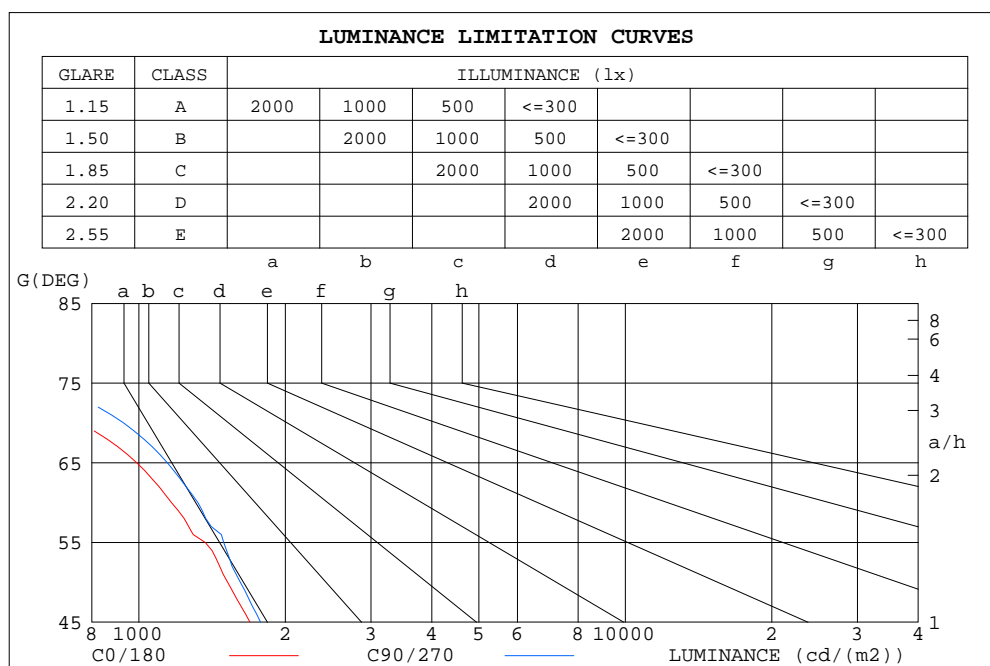 LUMINANCE LIMITATION CURVES
GLARE CLASS ILLUMINANCE (lx)
1.15 A 2000 1000 500 <=300
1.50 B 2000 1000 500 <=300
1.85 C 2000 1000 500 <=300
2.20 D 2000 1000 500 <=300
2.55 E 2000 1000 500 <=300
a b c d e f g h
G(DEG)
a b c d e f g h
85
8
6
75
4
3
a/h
65
2
55
45
1
8 1000 2 3 4 5 6 8 10000 2 3 4
C0/180 C90/270 LUMINANCE (cd/(m2))